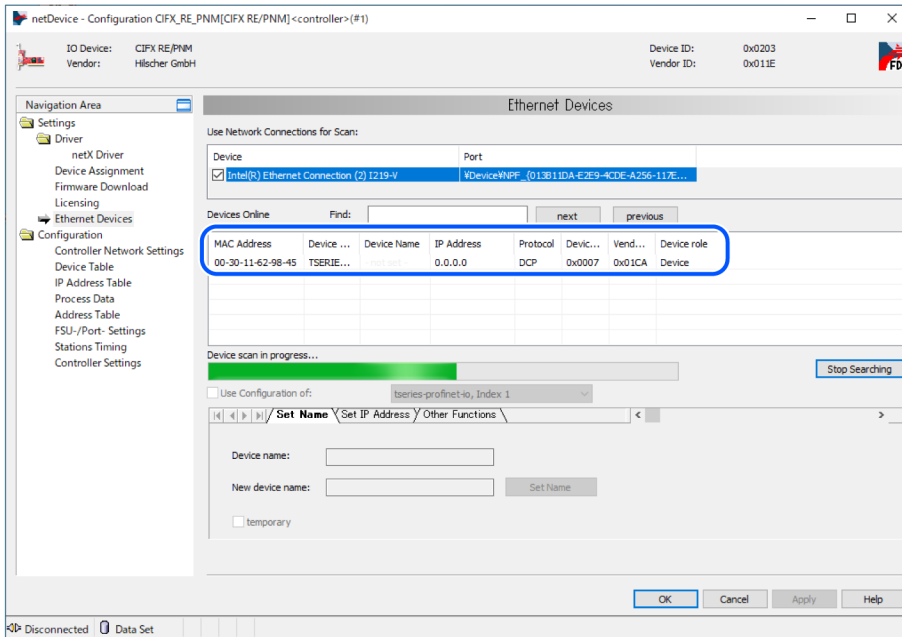 netDevice - Configuration CIFX_RE_PNM[CIFX RE/PNM]<controller>(#1)
IO Device: CIFX RE/PNM Device ID: 0x0203
Vendor: Hilscher GmbH Vendor ID: 0x011E
FD
Navigation Area
Settings
Driver
netX Driver
Device Assignment
Firmware Download
Licensing
Ethernet Devices
Configuration
Controller Network Settings
Device Table
IP Address Table
Process Data
Address Table
FSU-/Port- Settings
Stations Timing
Controller Settings
Ethernet Devices
Use Network Connections for Scan:
Device Port
Intel(R) Ethernet Connection (2) I219-V ¥Device¥NPF_{013B11DA-E2E9-4CDE-A256-117E...
Devices Online Find: next previous
MAC Address Device ... Device Name IP Address Protocol Devic... Vend... Device role
00-30-11-62-98-45 TSERIE... - not set - 0.0.0.0 DCP 0x0007 0x01CA Device
Device scan in progress...
Stop Searching
Use Configuration of: tseries-profinet-io, Index 1
Set Name Set IP Address Other Functions
Device name:
New device name: Set Name
temporary
OK Cancel Apply Help
Disconnected Data Set